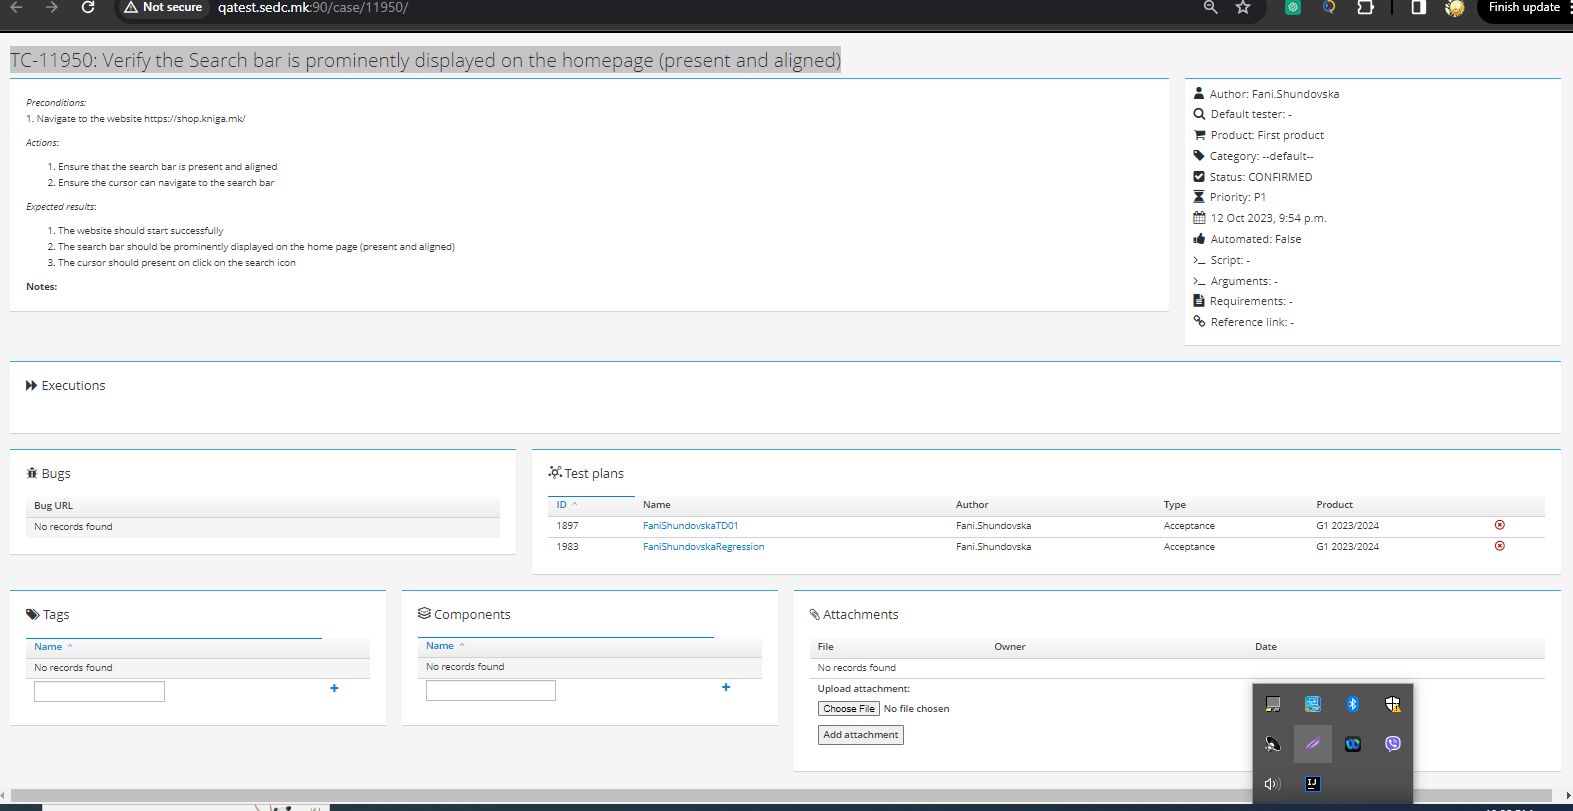 Not secure qatest.sedc.mk:90/case/11950/ Finish update
TC-11950: Verify the Search bar is prominently displayed on the homepage (present and aligned)
Preconditions:
1. Navigate to the website https://shop.kniga.mk/
Actions:
1. Ensure that the search bar is present and aligned
2. Ensure the cursor can navigate to the search bar
Expected results:
1. The website should start successfully
2. The search bar should be prominently displayed on the home page (present and aligned)
3. The cursor should present on click on the search icon
Notes:
Author: Fani.Shundovska
Default tester: -
Product: First product
Category: --default--
Status: CONFIRMED
Priority: P1
12 Oct 2023, 9:54 p.m.
Automated: False
Script: -
Arguments: -
Requirements: -
Reference link: -
Executions
Bugs
Bug URL
No records found
Test plans
ID Name Author Type Product
1897 FaniShundovskaTD01 Fani.Shundovska Acceptance G1 2023/2024
1983 FaniShundovskaRegression Fani.Shundovska Acceptance G1 2023/2024
Tags
Name
No records found
Components
Name
No records found
Attachments
File Owner Date
No records found
Upload attachment:
Choose File No file chosen
Add attachment
IJ